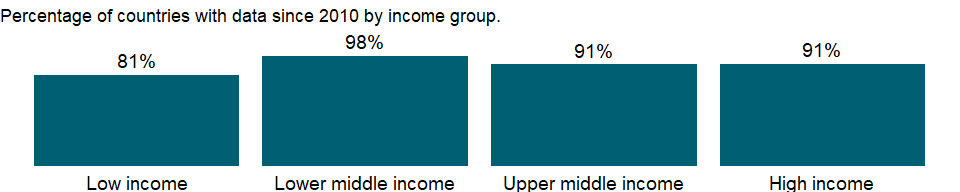 Percentage of countries with data since 2010 by income group.
81% 98% 91% 91%
Low income Lower middle income Upper middle income High income